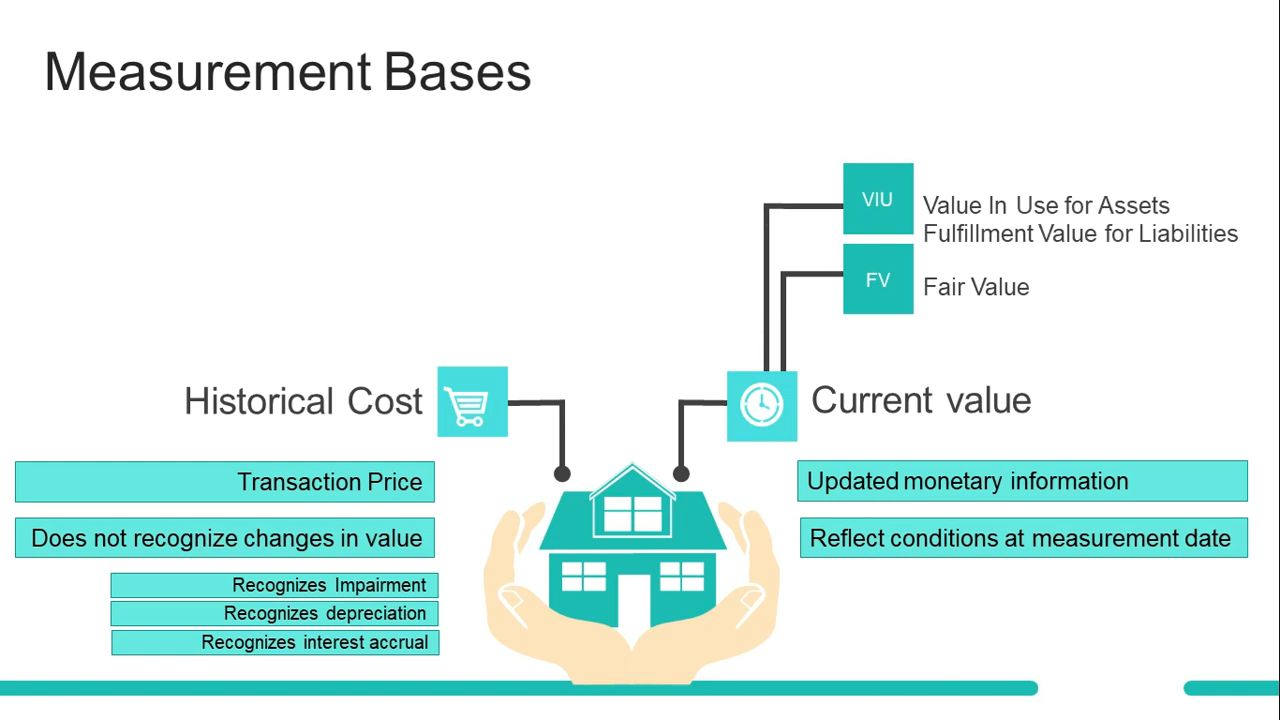 Measurement Bases
VIU
Value In Use for Assets
Fulfillment Value for Liabilities
FV
Fair Value
Historical Cost
Current value
Transaction Price
Does not recognize changes in value
Recognizes Impairment
Recognizes depreciation
Recognizes interest accrual
Updated monetary information
Reflect conditions at measurement date